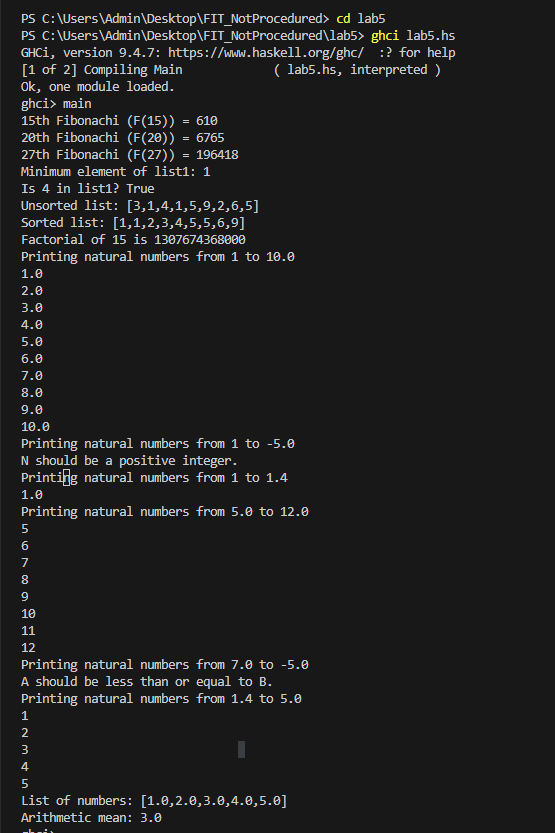 PS C:\Users\Admin\Desktop\FIT_NotProcedured> cd lab5
PS C:\Users\Admin\Desktop\FIT_NotProcedured\lab5> ghci lab5.hs
GHCi, version 9.4.7: https://www.haskell.org/ghc/  :? for help
[1 of 2] Compiling Main             ( lab5.hs, interpreted )
Ok, one module loaded.
ghci> main
15th Fibonachi (F(15)) = 610
20th Fibonachi (F(20)) = 6765
27th Fibonachi (F(27)) = 196418
Minimum element of list1: 1
Is 4 in list1? True
Unsorted list: [3,1,4,1,5,9,2,6,5]
Sorted list: [1,1,2,3,4,5,5,6,9]
Factorial of 15 is 1307674368000
Printing natural numbers from 1 to 10.0
1.0
2.0
3.0
4.0
5.0
6.0
7.0
8.0
9.0
10.0
Printing natural numbers from 1 to -5.0
N should be a positive integer.
Printing natural numbers from 1 to 1.4
1.0
Printing natural numbers from 5.0 to 12.0
5
6
7
8
9
10
11
12
Printing natural numbers from 7.0 to -5.0
A should be less than or equal to B.
Printing natural numbers from 1.4 to 5.0
1
2
3
4
5
List of numbers: [1.0,2.0,3.0,4.0,5.0]
Arithmetic mean: 3.0
ghci>